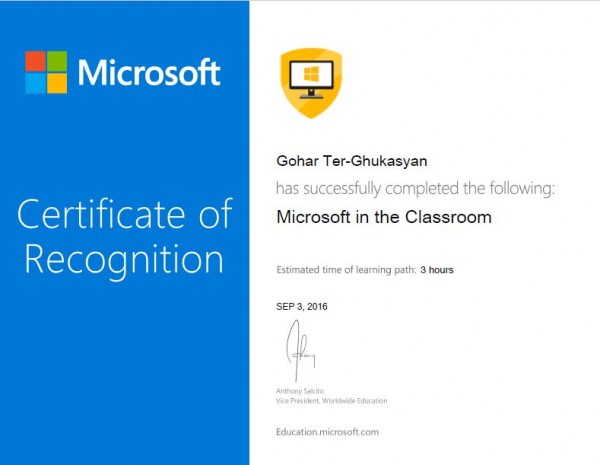 Microsoft
Certificate of
Recognition
Gohar Ter-Ghukasyan
has successfully completed the following:
Microsoft in the Classroom
Estimated time of learning path: 3 hours
SEP 3, 2016
Anthony Salcito
Vice President, Worldwide Education
Education.microsoft.com